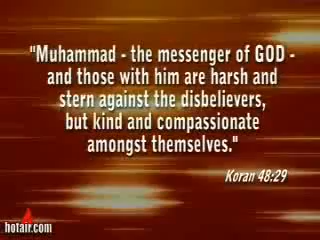 "Muhammad - the messenger of GOD -
and those with him are harsh and
stern against the disbelievers,
but kind and compassionate
amongst themselves."
Koran 48:29
hotair.com